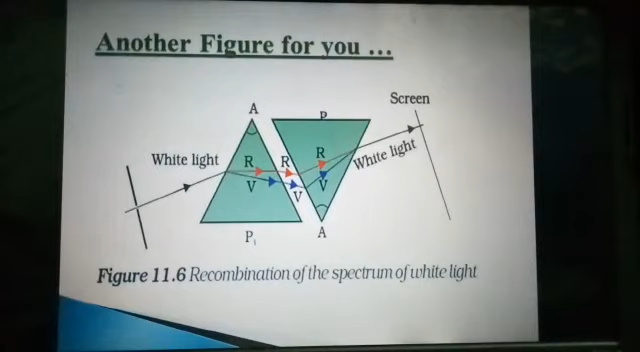 Another Figure for you ...
Screen
A
P
White light
R
R
R
White light
V
V
V
P₁
A
Figure 11.6 Recombination of the spectrum of white light